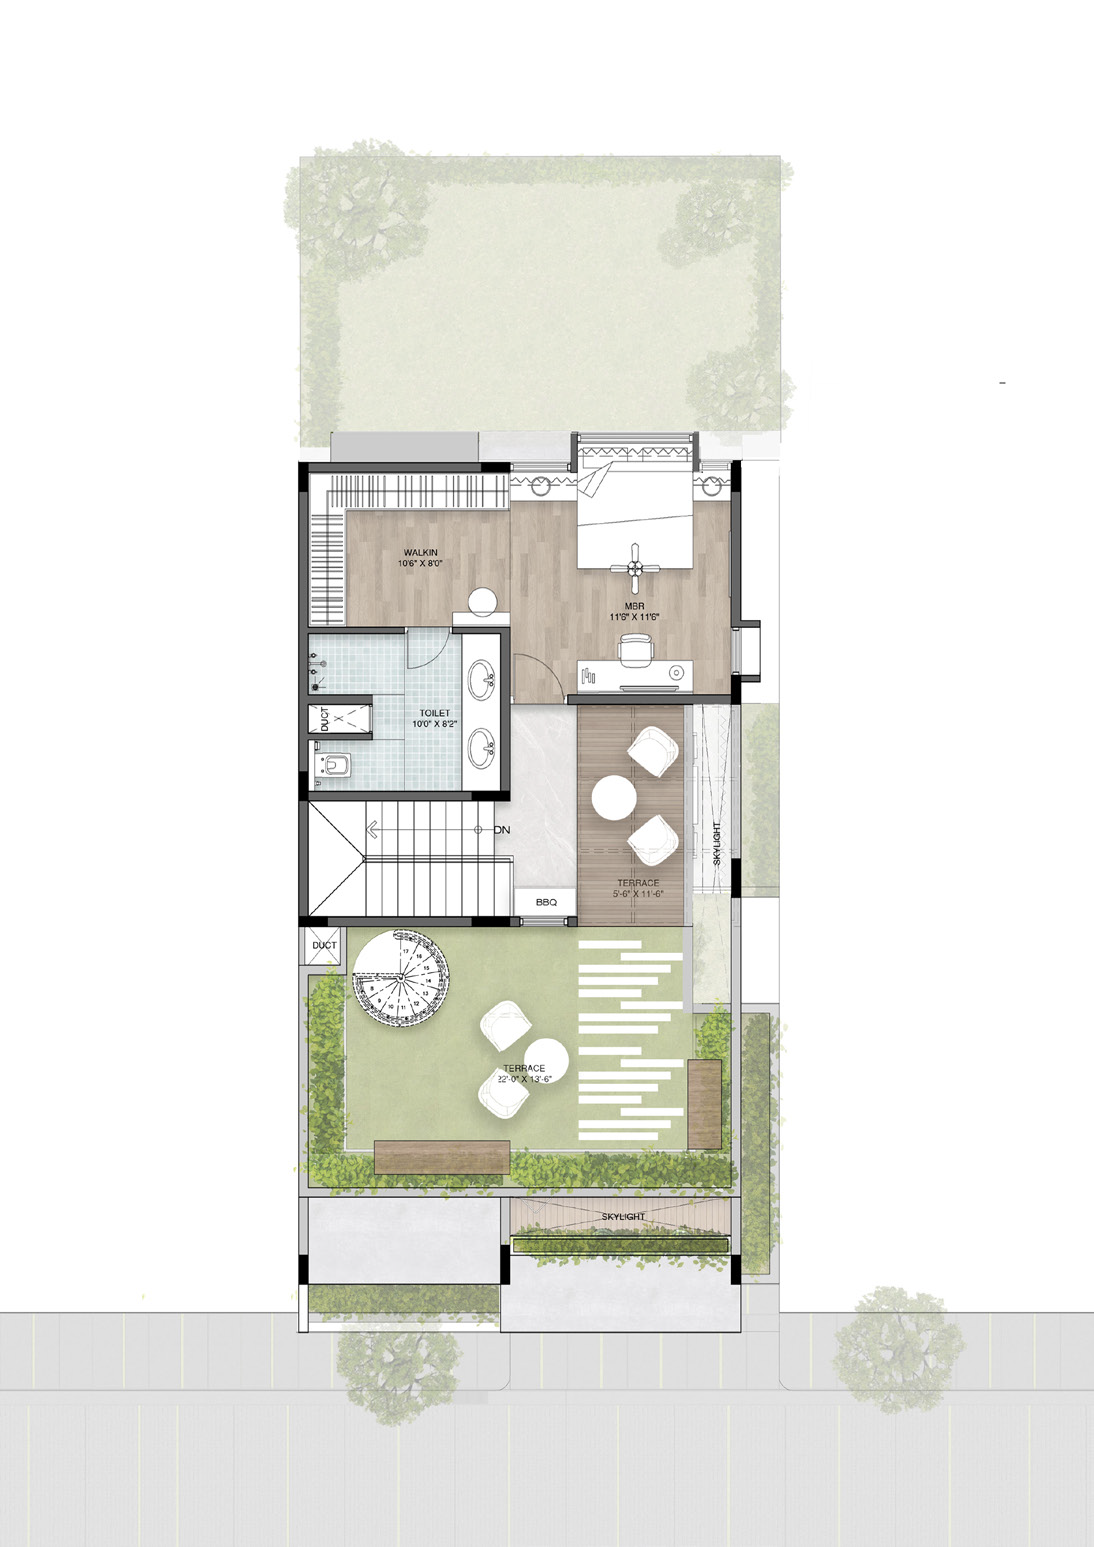 WALKIN
10'6" X 8'0"
MBR
11'6" X 11'6"
DUCT
TOILET
10'0" X 8'2"
DN
SKYLIGHT
TERRACE
5'-6" X 11'-6"
BBQ
DUCT
17
16
15
14
13
12
11
10
9
8
TERRACE
22'-0" X 13'-6"
SKYLIGHT